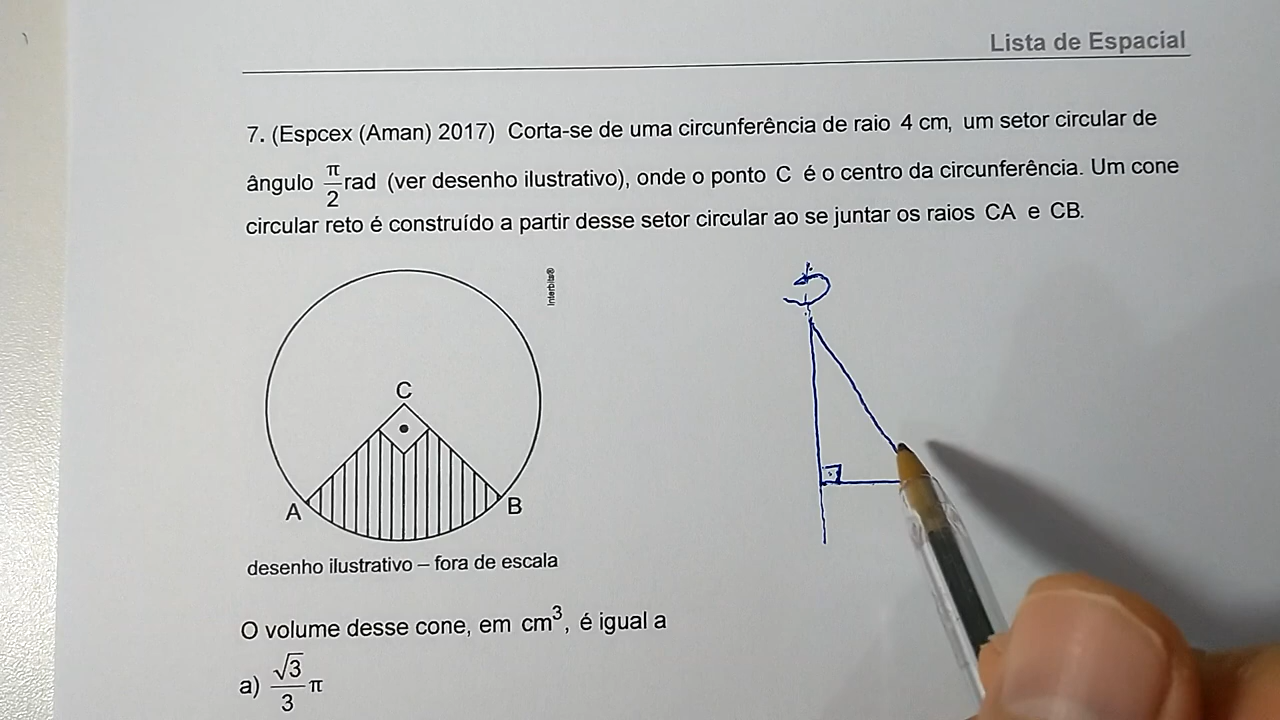 Lista de Espacial
7. (Espcex (Aman) 2017) Corta-se de uma circunferência de raio 4 cm, um setor circular de
ângulo π/2 rad (ver desenho ilustrativo), onde o ponto C é o centro da circunferência. Um cone
circular reto é construído a partir desse setor circular ao se juntar os raios CA e CB.
Interbits®
C
A
B
desenho ilustrativo – fora de escala
O volume desse cone, em cm³, é igual a
a) √3/3 π